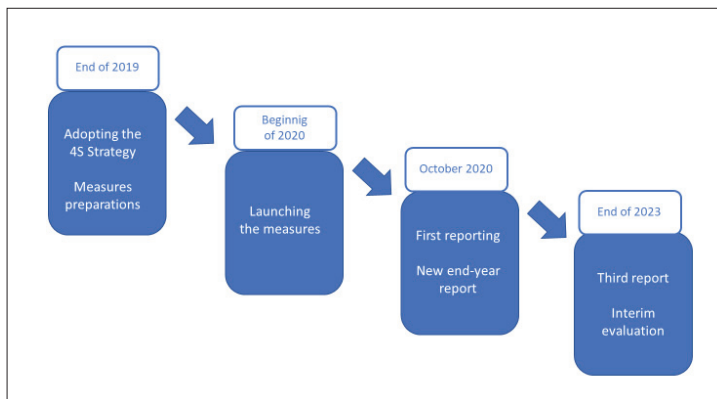 End of 2019
Adopting the
4S Strategy
Measures
preparations
Beginnig
of 2020
Launching
the measures
October 2020
First reporting
New end-year
report
End of 2023
Third report
Interim
evaluation